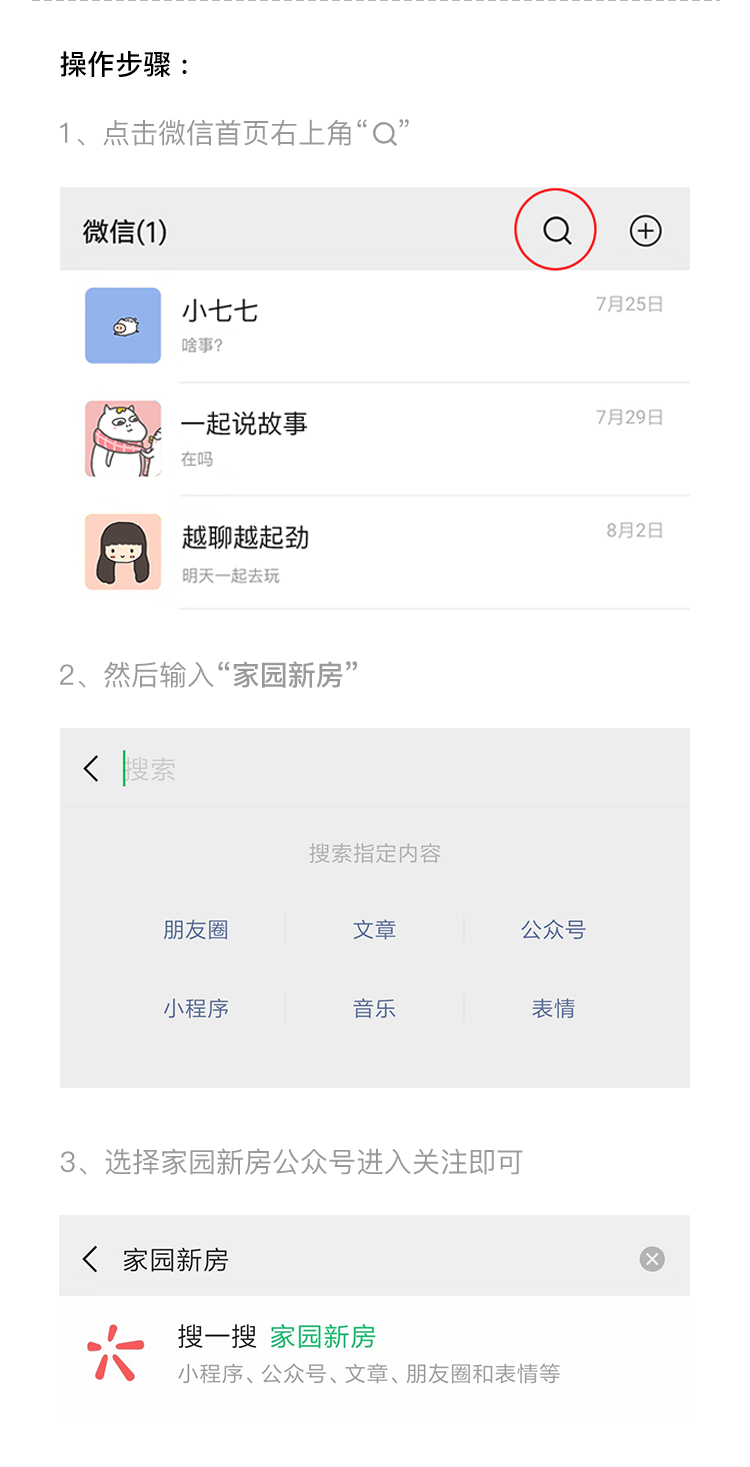 操作步骤：
1、点击微信首页右上角“”
微信(1)
小七七
7月25日
啥事?
一起说故事
7月29日
在吗
越聊越起劲
8月2日
明天一起去玩
2、然后输入“家园新房”
搜索
搜索指定内容
朋友圈 文章 公众号
小程序 音乐 表情
3、选择家园新房公众号进入关注即可
家园新房
搜一搜 家园新房
小程序、公众号、文章、朋友圈和表情等